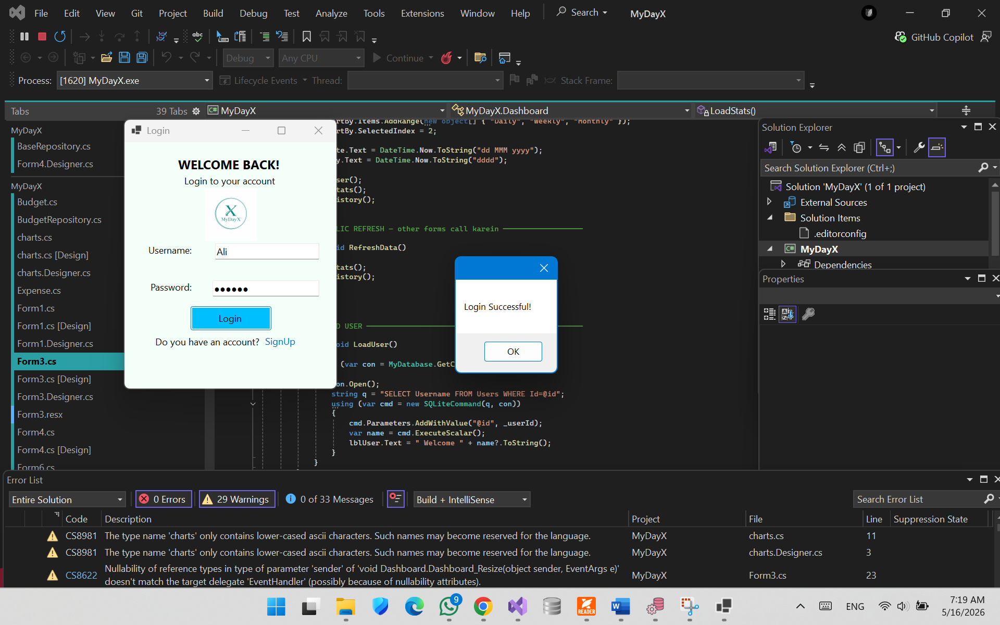 File Edit View Git Project Build Debug Test Analyze Tools Extensions Window Help Search MyDayX
GitHub Copilot
Debug Any CPU Continue
Process: [1620] MyDayX.exe Lifecycle Events Thread: Stack Frame:
Tabs 39 Tabs
C# MyDayX MyDayX.Dashboard LoadStats()
MyDayX
BaseRepository.cs
Form4.Designer.cs
MyDayX
Budget.cs
BudgetRepository.cs
charts.cs
charts.cs [Design]
charts.Designer.cs
Expense.cs
Form1.cs
Form1.cs [Design]
Form1.Designer.cs
Form3.cs
Form3.cs [Design]
Form3.Designer.cs
Form3.resx
Form4.cs
Form4.cs [Design]
Form6.cs
Login
WELCOME BACK!
Login to your account
X
MyDayX
Username: Ali
Password: ●●●●●●
Login
Do you have an account? SignUp
rtBy.Items.AddRange(new object[] { "Daily", "Weekly", "Monthly" });
rtBy.SelectedIndex = 2;
te.Text = DateTime.Now.ToString("dd MMM yyyy");
y.Text = DateTime.Now.ToString("dddd");
ser();
tats();
istory();
LIC REFRESH — other forms call karein
id RefreshData()
tats();
istory();
D USER
oid LoadUser()
(var con = MyDatabase.GetC
on.Open();
string q = "SELECT Username FROM Users WHERE Id=@id";
using (var cmd = new SQLiteCommand(q, con))
{
cmd.Parameters.AddWithValue("@id", _userId);
var name = cmd.ExecuteScalar();
lblUser.Text = " Welcome " + name?.ToString();
}
}
Login Successful!
OK
Solution Explorer
Search Solution Explorer (Ctrl+;)
Solution 'MyDayX' (1 of 1 project)
External Sources
Solution Items
.editorconfig
C# MyDayX
Dependencies
Properties
Error List
Entire Solution 0 Errors 29 Warnings 0 of 33 Messages Build + IntelliSense Search Error List
Code Description Project File Line Suppression State
CS8981 The type name 'charts' only contains lower-cased ascii characters. Such names may become reserved for the language. MyDayX charts.cs 11
CS8981 The type name 'charts' only contains lower-cased ascii characters. Such names may become reserved for the language. MyDayX charts.Designer.cs 3
CS8622 Nullability of reference types in type of parameter 'sender' of 'void Dashboard.Dashboard_Resize(object sender, EventArgs e)' doesn't match the target delegate 'EventHandler' (possibly because of nullability attributes). MyDayX Form3.cs 23
9
READER
W
ENG
7:19 AM
5/16/2026